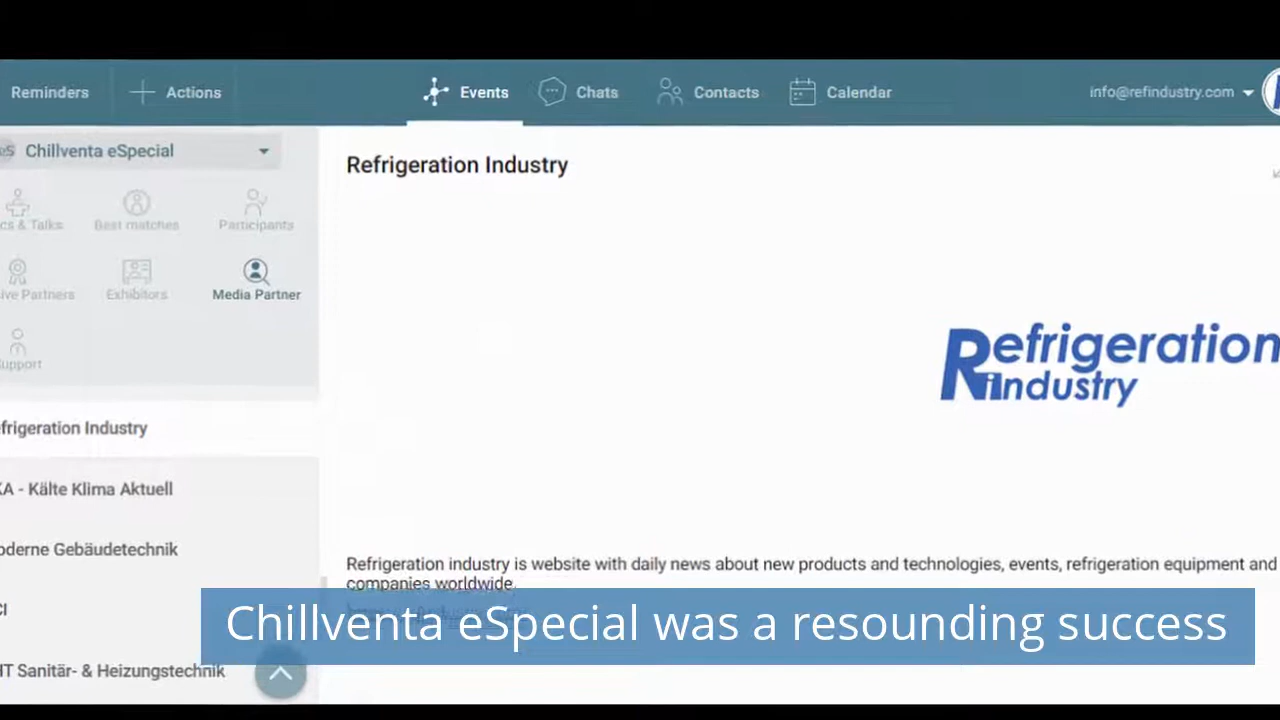 Reminders
Actions
Events
Chats
Contacts
Calendar
info@refindustry.com
Chillventa eSpecial
Refrigeration Industry
& Talks
Best matches
Participants
Partners
Exhibitors
Media Partner
Refrigeration
Industry
Industry
- Kälte Klima Aktuell
Gebäudetechnik
Sanitär- & Heizungstechnik
Refrigeration industry is website with daily news about new products and technologies, events, refrigeration equipment and
companies worldwide.
Chillventa eSpecial was a resounding success